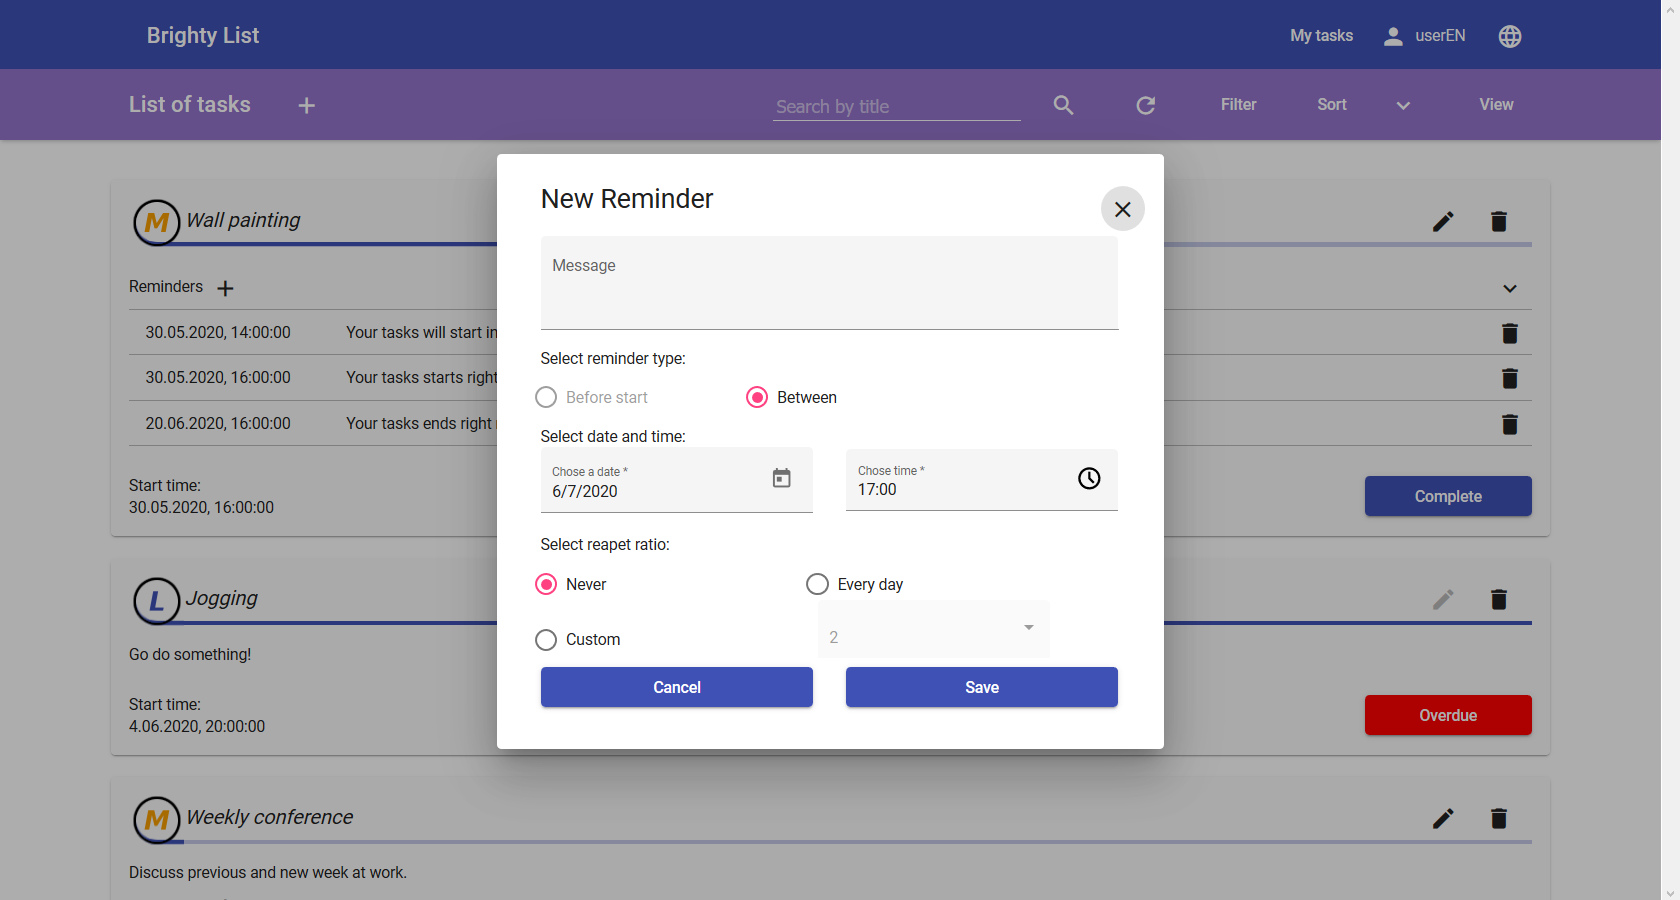 Brighty List
My tasks
userEN
List of tasks
Search by title
Filter
Sort
View
New Reminder
M Wall painting
Message
Reminders
30.05.2020, 14:00:00 Your tasks will start in
30.05.2020, 16:00:00 Your tasks starts right
20.06.2020, 16:00:00 Your tasks ends right
Select reminder type:
Before start
Between
Select date and time:
Chose a date *
6/7/2020
Chose time *
17:00
Start time:
30.05.2020, 16:00:00
Complete
Select reapet ratio:
Never
Every day
Custom
2
Cancel
Save
L Jogging
Go do something!
Start time:
4.06.2020, 20:00:00
Overdue
M Weekly conference
Discuss previous and new week at work.